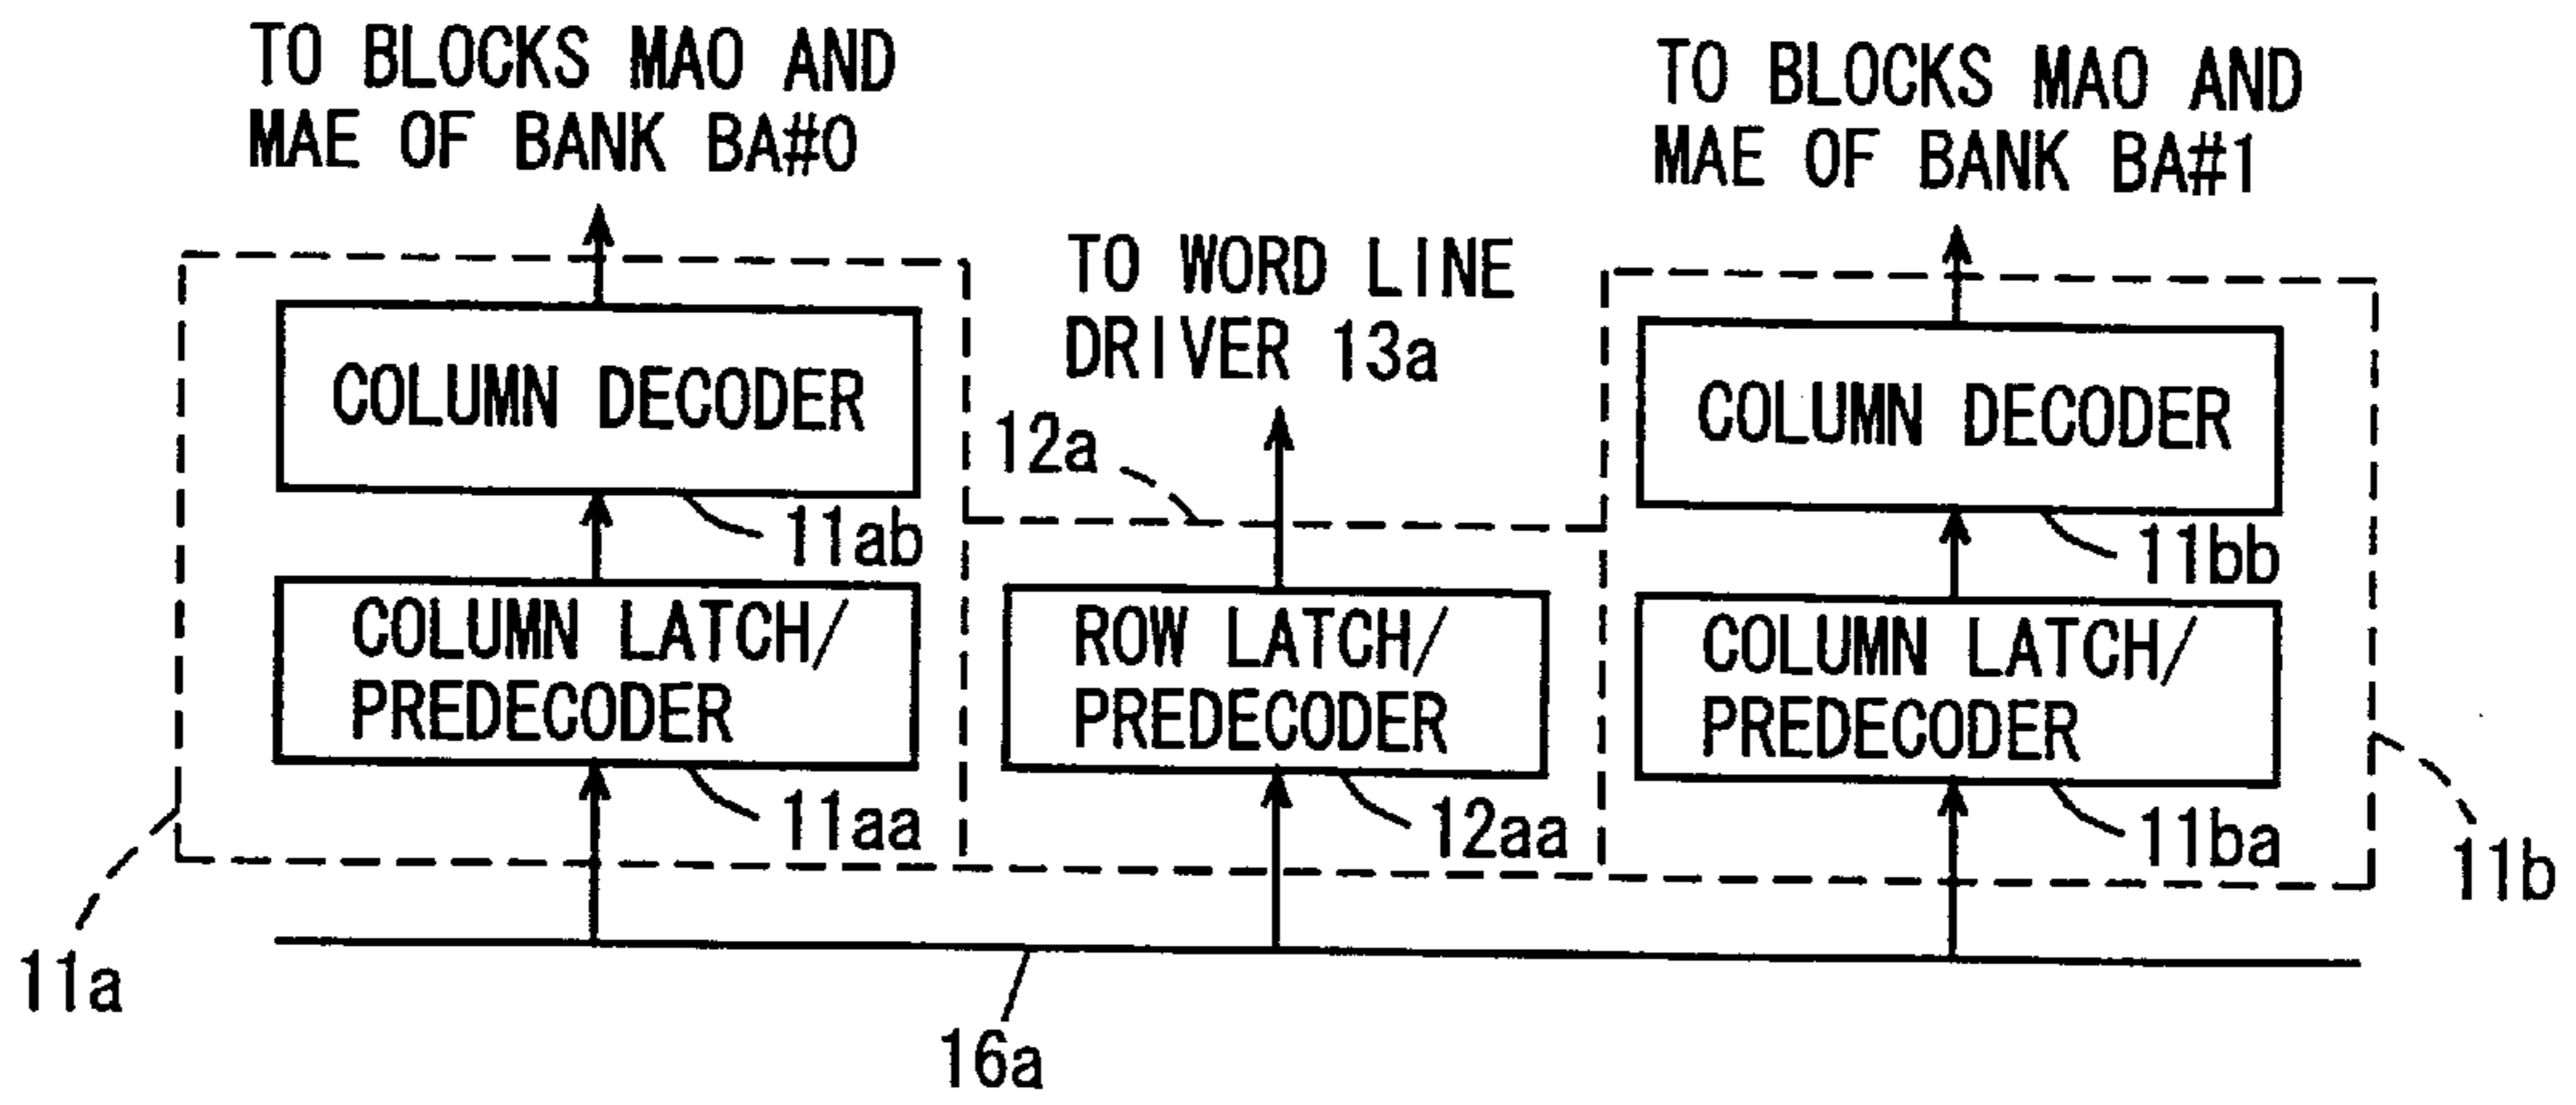 TO BLOCKS MAO AND
MAE OF BANK BA#0
TO BLOCKS MAO AND
MAE OF BANK BA#1
TO WORD LINE
DRIVER 13a
12a
COLUMN DECODER
11ab
COLUMN DECODER
11bb
COLUMN LATCH/
PREDECODER
11aa
ROW LATCH/
PREDECODER
12aa
COLUMN LATCH/
PREDECODER
11ba
11a
11b
16a